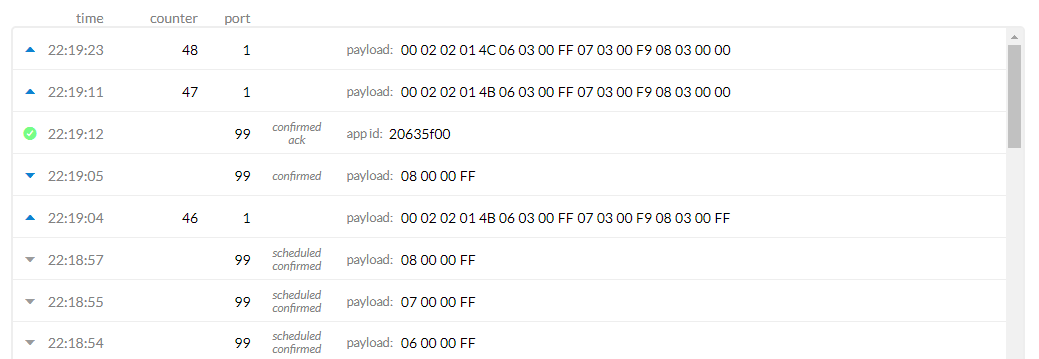 time counter port
22:19:23 48 1 payload: 00 02 02 01 4C 06 03 00 FF 07 03 00 F9 08 03 00 00
22:19:11 47 1 payload: 00 02 02 01 4B 06 03 00 FF 07 03 00 F9 08 03 00 00
22:19:12 99 confirmed ack app id: 20635f00
22:19:05 99 confirmed payload: 08 00 00 FF
22:19:04 46 1 payload: 00 02 02 01 4B 06 03 00 FF 07 03 00 F9 08 03 00 FF
22:18:57 99 scheduled confirmed payload: 08 00 00 FF
22:18:55 99 scheduled confirmed payload: 07 00 00 FF
22:18:54 99 scheduled confirmed payload: 06 00 00 FF